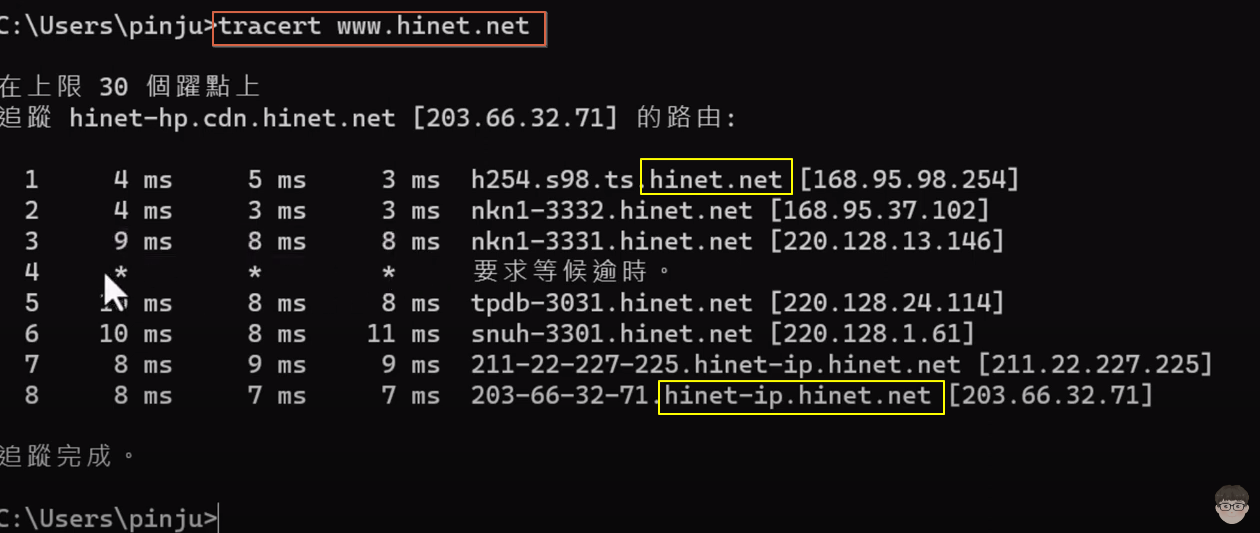 C:\Users\pinju>tracert www.hinet.net
在上限 30 個躍點上
追蹤 hinet-hp.cdn.hinet.net [203.66.32.71] 的路由:
1 4 ms 5 ms 3 ms h254.s98.ts.hinet.net [168.95.98.254]
2 4 ms 3 ms 3 ms nkn1-3332.hinet.net [168.95.37.102]
3 9 ms 8 ms 8 ms nkn1-3331.hinet.net [220.128.13.146]
4 * * * 要求等候逾時。
5 ms 8 ms 8 ms tpdb-3031.hinet.net [220.128.24.114]
6 10 ms 8 ms 11 ms snuh-3301.hinet.net [220.128.1.61]
7 8 ms 9 ms 9 ms 211-22-227-225.hinet-ip.hinet.net [211.22.227.225]
8 8 ms 7 ms 7 ms 203-66-32-71.hinet-ip.hinet.net [203.66.32.71]
追蹤完成。
C:\Users\pinju>